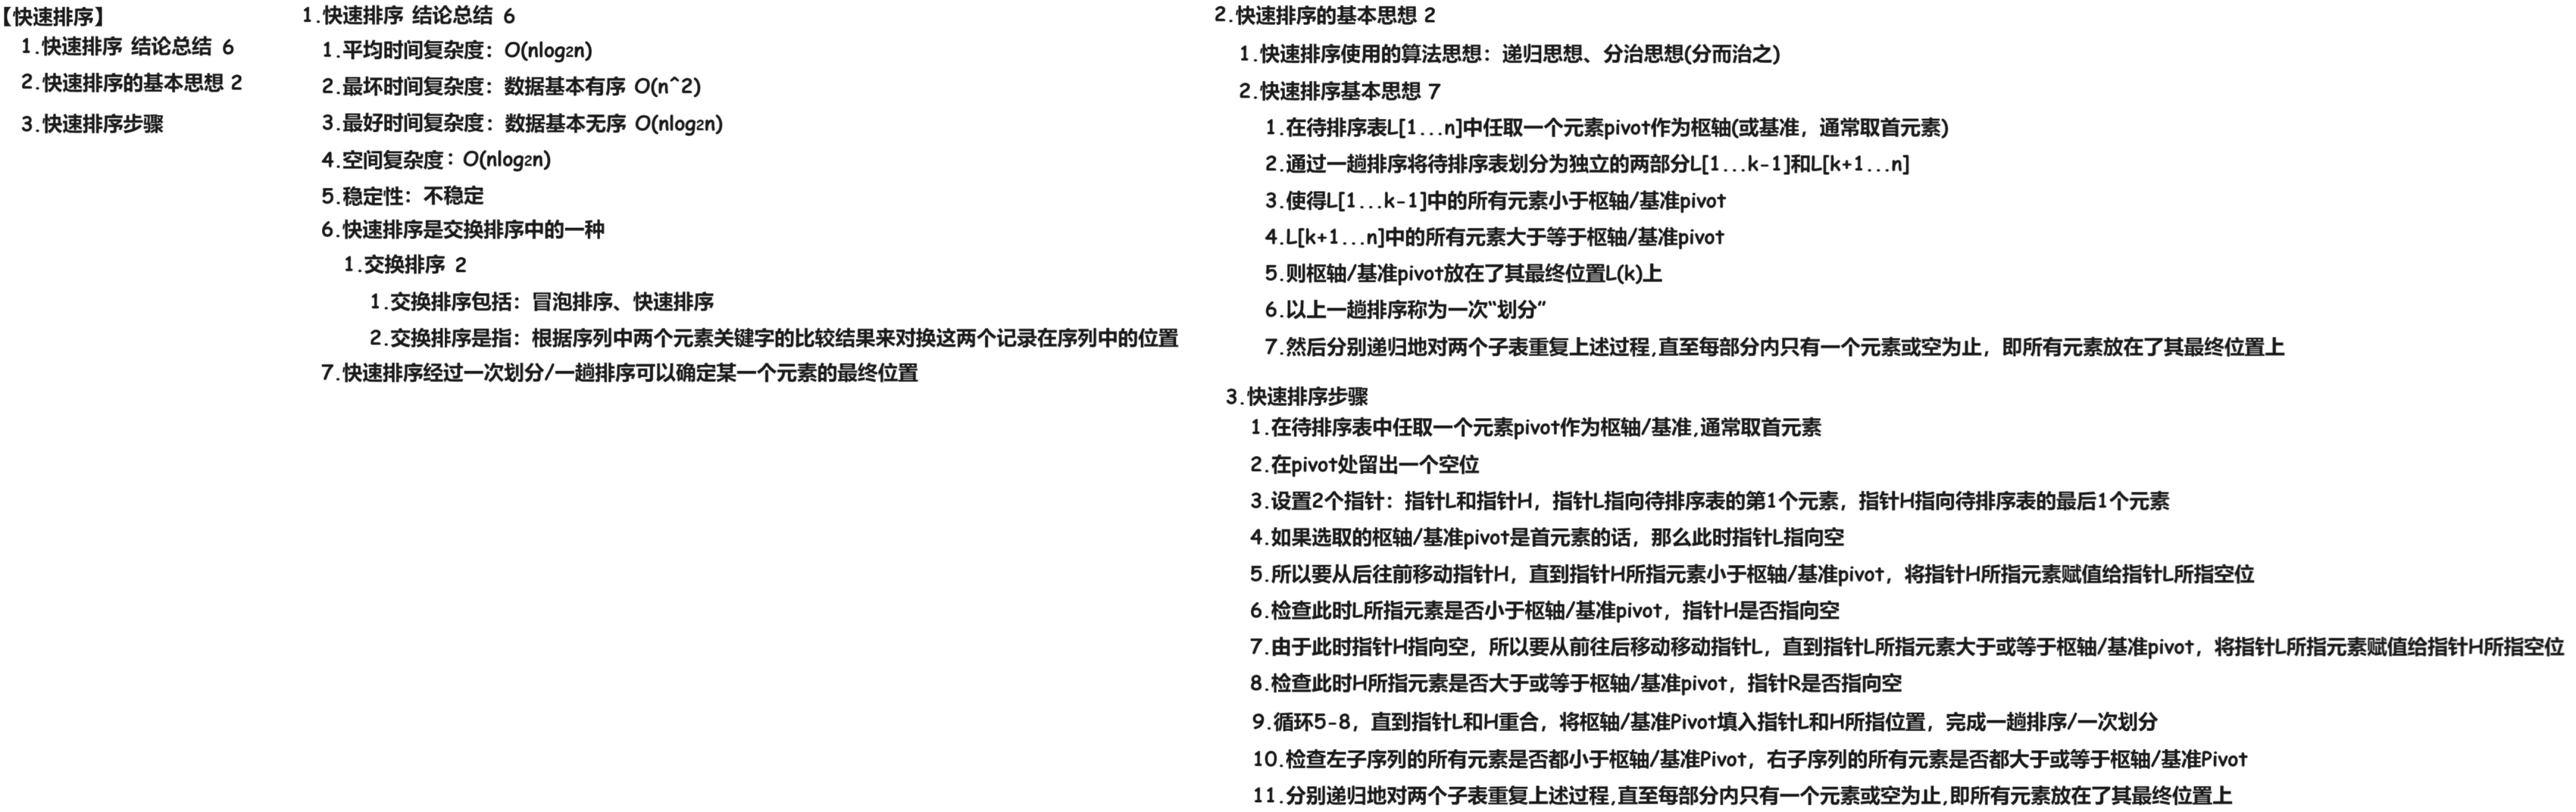 【快速排序】
1.快速排序 结论总结 6
2.快速排序的基本思想 2
3.快速排序步骤
1.快速排序 结论总结 6
1.平均时间复杂度：O(nlog2n)
2.最坏时间复杂度：数据基本有序 O(n^2)
3.最好时间复杂度：数据基本无序 O(nlog2n)
4.空间复杂度：O(nlog2n)
5.稳定性：不稳定
6.快速排序是交换排序中的一种
1.交换排序 2
1.交换排序包括：冒泡排序、快速排序
2.交换排序是指：根据序列中两个元素关键字的比较结果来对换这两个记录在序列中的位置
7.快速排序经过一次划分/一趟排序可以确定某一个元素的最终位置
2.快速排序的基本思想 2
1.快速排序使用的算法思想：递归思想、分治思想(分而治之)
2.快速排序基本思想 7
1.在待排序表L[1...n]中任取一个元素pivot作为枢轴(或基准，通常取首元素)
2.通过一趟排序将待排序表划分为独立的两部分L[1...k-1]和L[k+1...n]
3.使得L[1...k-1]中的所有元素小于枢轴/基准pivot
4.L[k+1...n]中的所有元素大于等于枢轴/基准pivot
5.则枢轴/基准pivot放在了其最终位置L(k)上
6.以上一趟排序称为一次“划分”
7.然后分别递归地对两个子表重复上述过程,直至每部分内只有一个元素或空为止，即所有元素放在了其最终位置上
3.快速排序步骤
1.在待排序表中任取一个元素pivot作为枢轴/基准,通常取首元素
2.在pivot处留出一个空位
3.设置2个指针：指针L和指针H，指针L指向待排序表的第1个元素，指针H指向待排序表的最后1个元素
4.如果选取的枢轴/基准pivot是首元素的话，那么此时指针L指向空
5.所以要从后往前移动指针H，直到指针H所指元素小于枢轴/基准pivot，将指针H所指元素赋值给指针L所指空位
6.检查此时L所指元素是否小于枢轴/基准pivot，指针H是否指向空
7.由于此时指针H指向空，所以要从前往后移动移动指针L，直到指针L所指元素大于或等于枢轴/基准pivot，将指针L所指元素赋值给指针H所指空位
8.检查此时H所指元素是否大于或等于枢轴/基准pivot，指针R是否指向空
9.循环5-8，直到指针L和H重合，将枢轴/基准Pivot填入指针L和H所指位置，完成一趟排序/一次划分
10.检查左子序列的所有元素是否都小于枢轴/基准Pivot，右子序列的所有元素是否都大于或等于枢轴/基准Pivot
11.分别递归地对两个子表重复上述过程,直至每部分内只有一个元素或空为止,即所有元素放在了其最终位置上